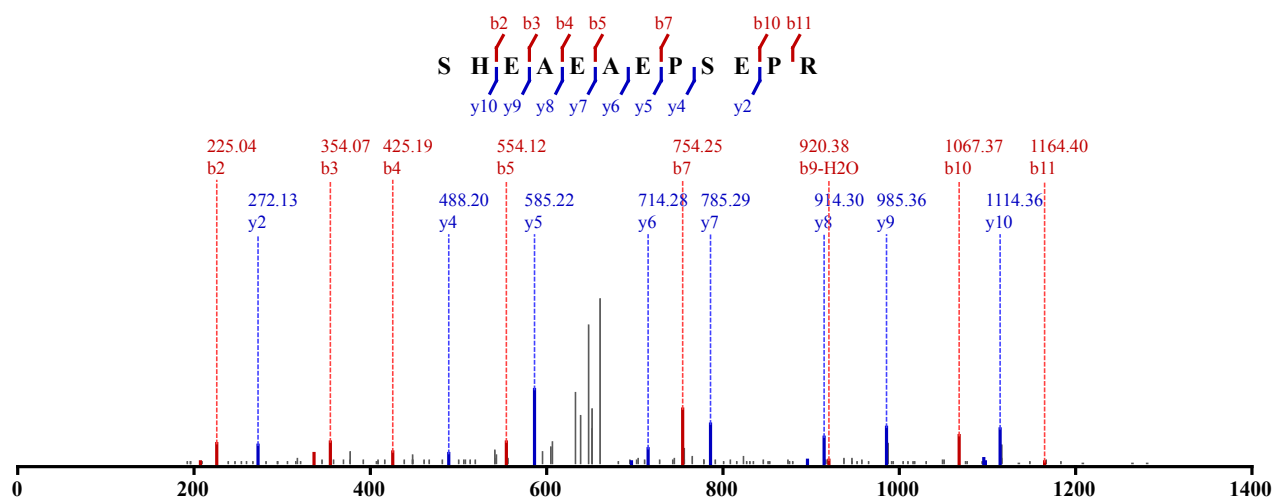 b2 b3 b4 b5 b7 b10 b11
S H E A E A E P S E P R
y10 y9 y8 y7 y6 y5 y4 y2
225.04 354.07 425.19 554.12 754.25 920.38 1067.37 1164.40
b2 b3 b4 b5 b7 b9-H2O b10 b11
272.13 488.20 585.22 714.28 785.29 914.30 985.36 1114.36
y2 y4 y5 y6 y7 y8 y9 y10
0 200 400 600 800 1000 1200 1400